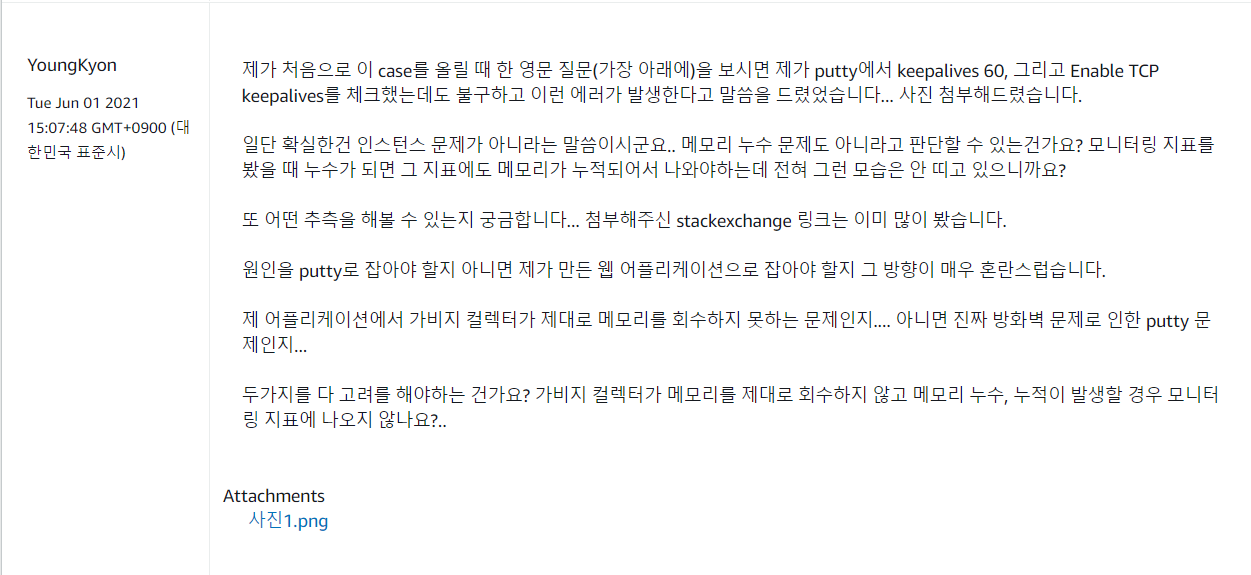 YoungKyon
Tue Jun 01 2021
15:07:48 GMT+0900 (대
한민국 표준시)
제가 처음으로 이 case를 올릴 때 한 영문 질문(가장 아래에)을 보시면 제가 putty에서 keepalives 60, 그리고 Enable TCP
keepalives를 체크했는데도 불구하고 이런 에러가 발생한다고 말씀을 드렸었습니다... 사진 첨부해드렸습니다.
일단 확실한건 인스턴스 문제가 아니라는 말씀이시군요.. 메모리 누수 문제도 아니라고 판단할 수 있는건가요? 모니터링 지표를
봤을 때 누수가 되면 그 지표에도 메모리가 누적되어서 나와야하는데 전혀 그런 모습은 안 띠고 있으니까요?
또 어떤 추측을 해볼 수 있는지 궁금합니다... 첨부해주신 stackexchange 링크는 이미 많이 봤습니다.
원인을 putty로 잡아야 할지 아니면 제가 만든 웹 어플리케이션으로 잡아야 할지 그 방향이 매우 혼란스럽습니다.
제 어플리케이션에서 가비지 컬렉터가 제대로 메모리를 회수하지 못하는 문제인지.... 아니면 진짜 방화벽 문제로 인한 putty 문
제인지...
두가지를 다 고려를 해야하는 건가요? 가비지 컬렉터가 메모리를 제대로 회수하지 않고 메모리 누수, 누적이 발생할 경우 모니터
링 지표에 나오지 않나요?..
Attachments
사진1.png